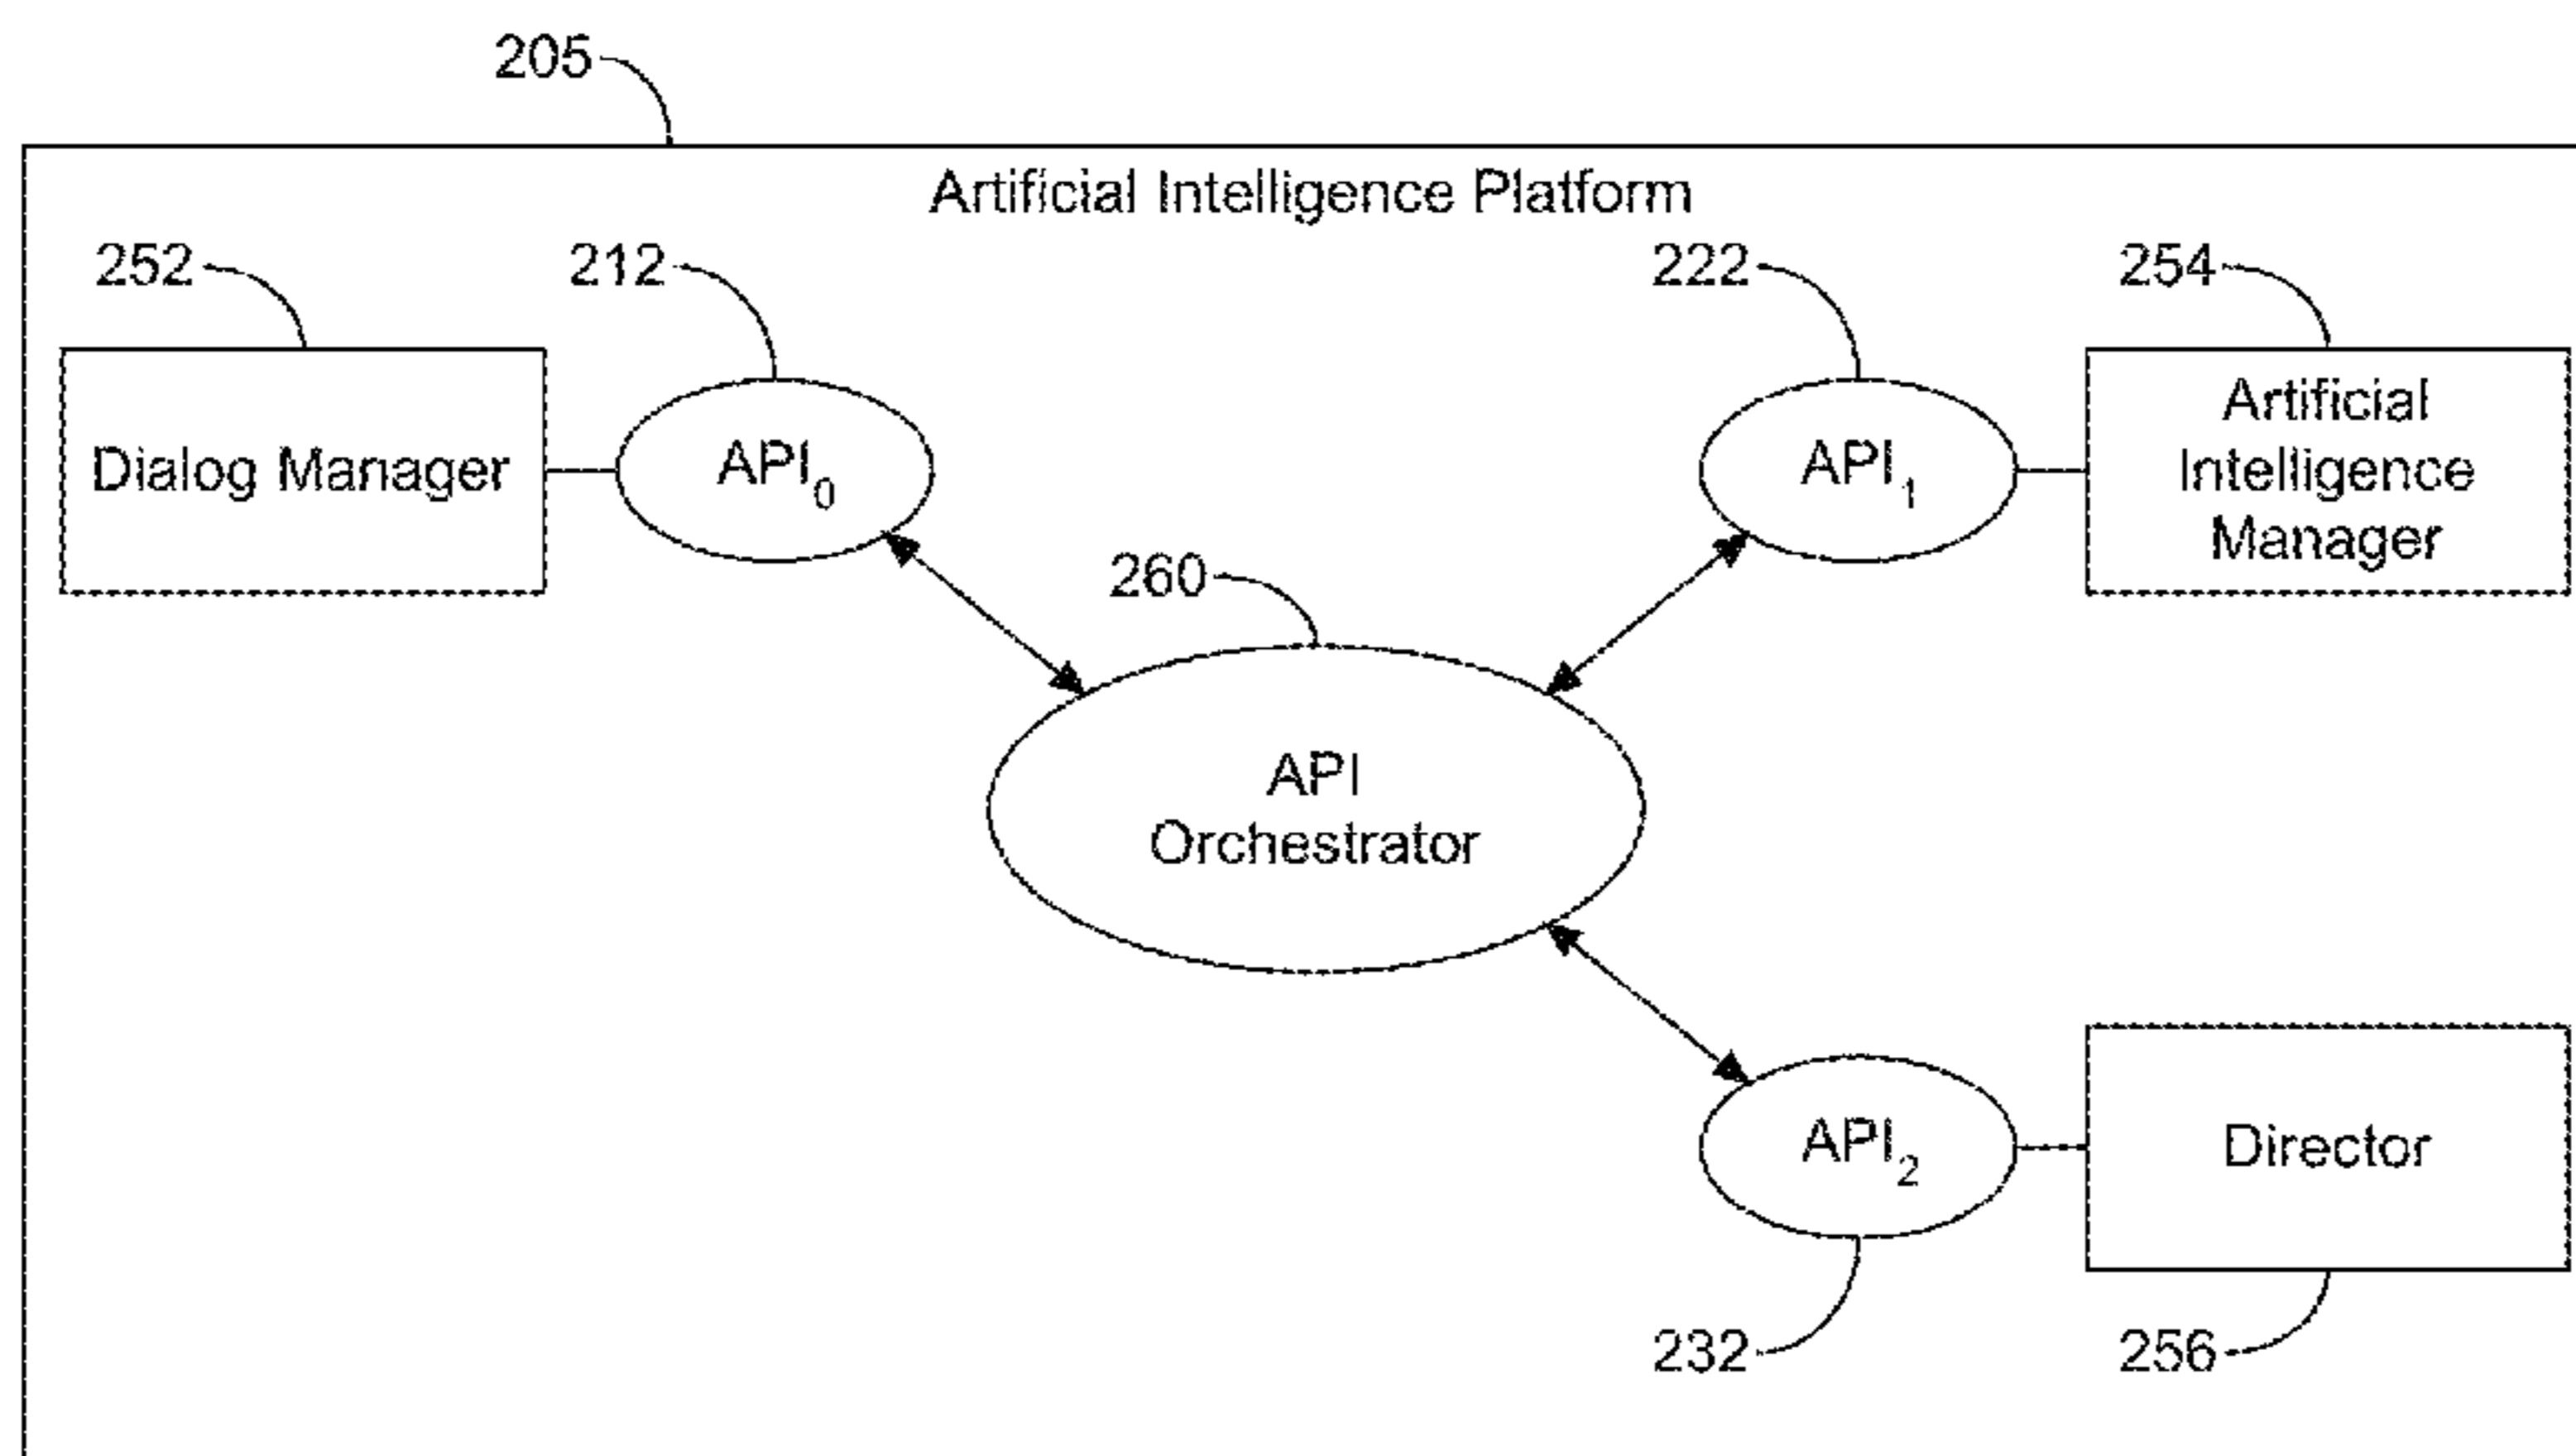 205
Artificial Intelligence Platform
252
212
222
254
Dialog Manager
API₀
API₁
Artificial
Intelligence
Manager
260
API
Orchestrator
API₂
Director
232
256